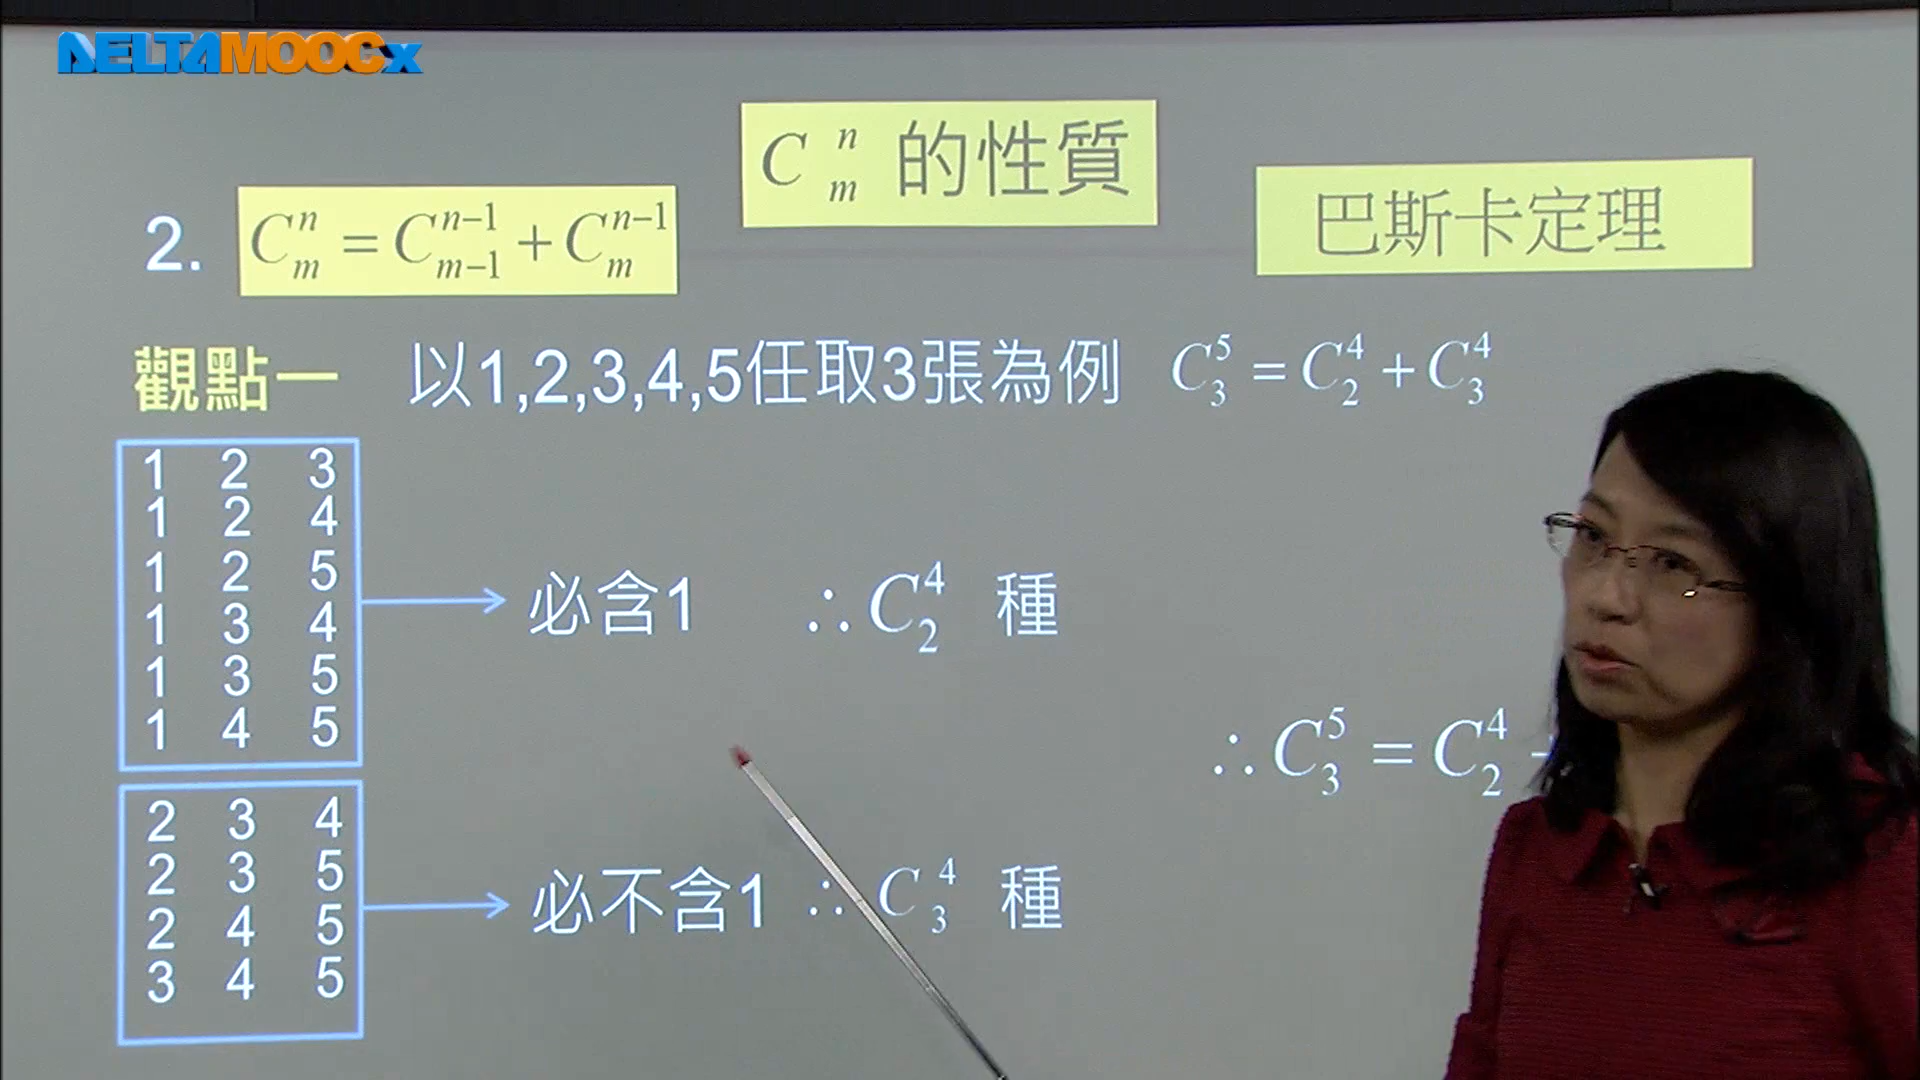 DELTAMOOCx
C n m 的性質
2. C^n_m = C^{n-1}_{m-1} + C^{n-1}_m
巴斯卡定理
觀點一 以1,2,3,4,5任取3張為例 C^5_3 = C^4_2 + C^4_3
1 2 3
1 2 4
1 2 5
1 3 4
1 3 5
1 4 5
必含1 ∴C^4_2 種
∴C^5_3 = C^4_2
2 3 4
2 3 5
2 4 5
3 4 5
必不含1 ∴C^4_3 種